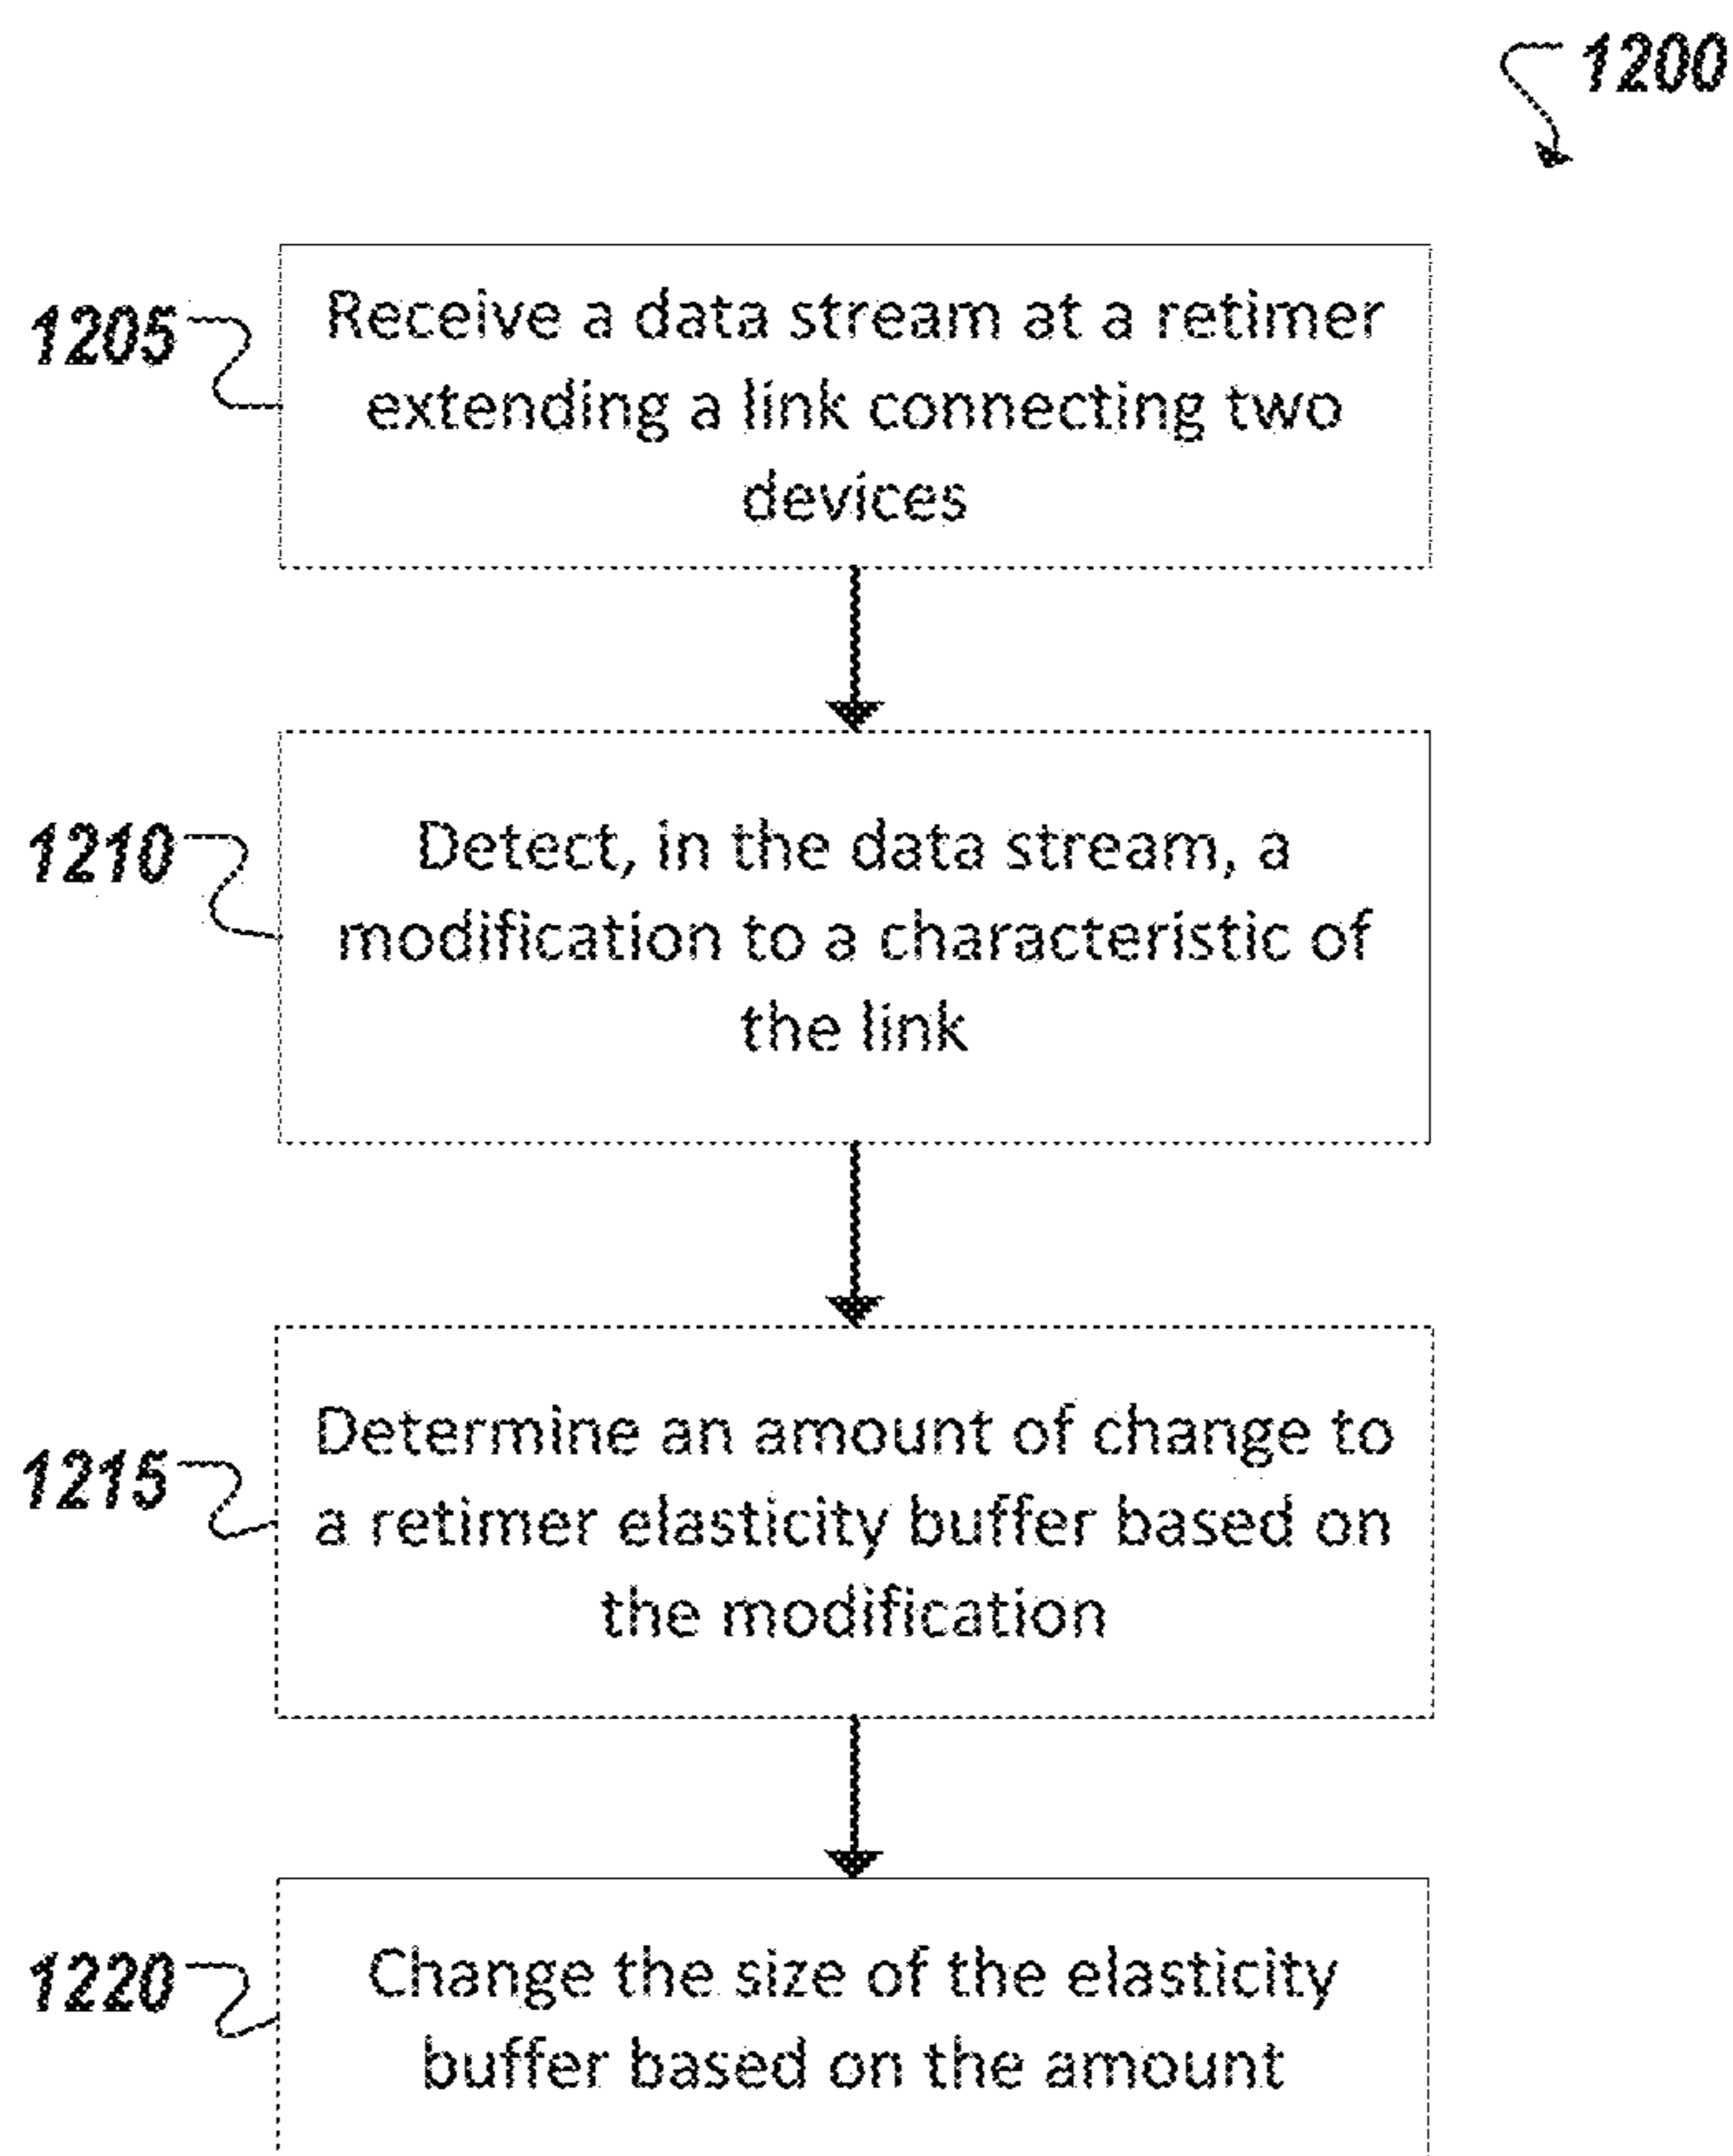 1200
1205
Receive a data stream at a retimer
extending a link connecting two
devices
1210
Detect, in the data stream, a
modification to a characteristic of
the link
1215
Determine an amount of change to
a retimer elasticity buffer based on
the modification
1220
Change the size of the elasticity
buffer based on the amount